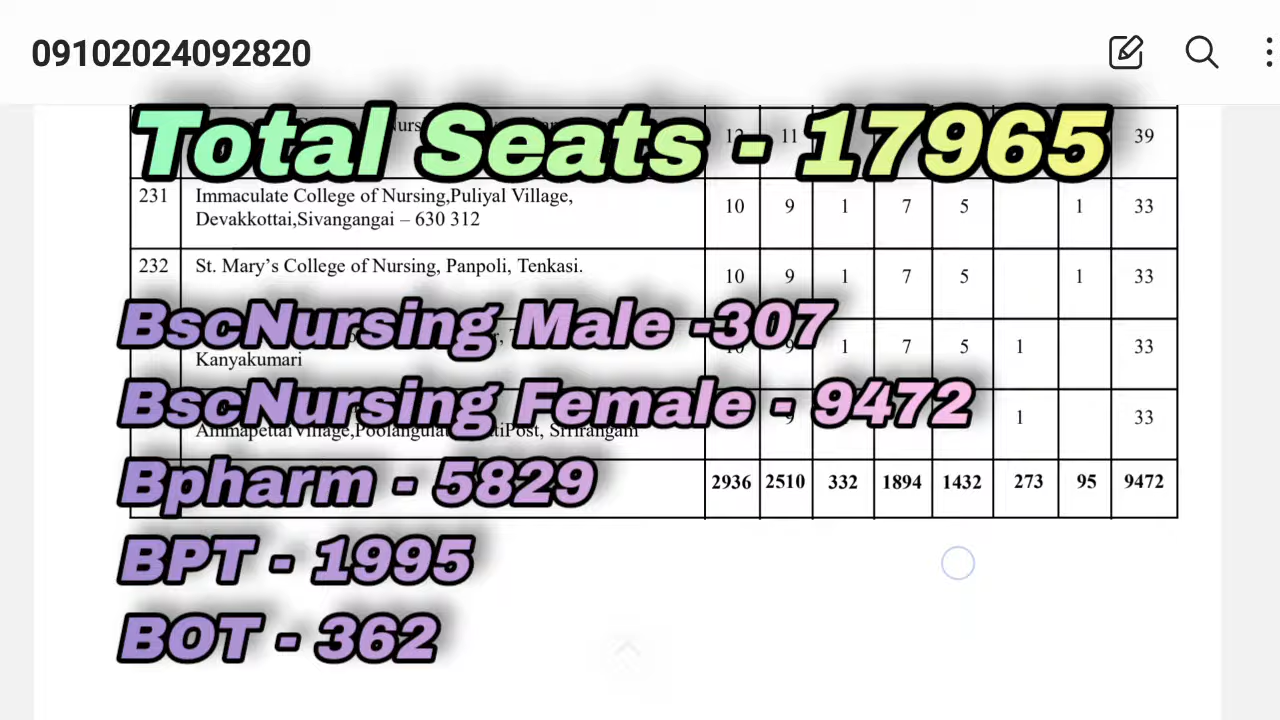 09102024092820
Total Seats - 17965
11 39
231 Immaculate College of Nursing,Puliyal Village, 10 9 1 7 5 1 33
Devakkottai,Sivangangai – 630 312
232 St. Mary’s College of Nursing, Panpoli, Tenkasi. 10 9 1 7 5 1 33
BscNursing Male -307
1 7 5 1 33
Kanyakumari
BscNursing Female - 9472
1 33
Srirangam
Bpharm - 5829
2936 2510 332 1894 1432 273 95 9472
BPT - 1995
BOT - 362